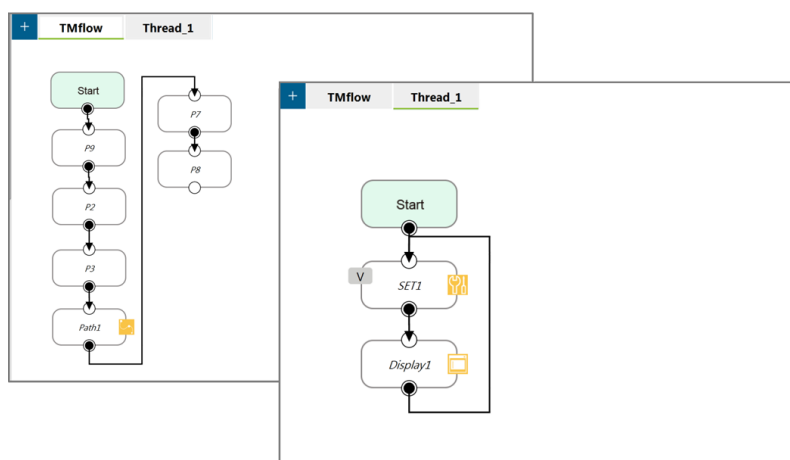 + TMflow Thread_1
Start
P9
P2
P3
Path1
P7
P8
+ TMflow Thread_1
Start
V
SET1
Display1